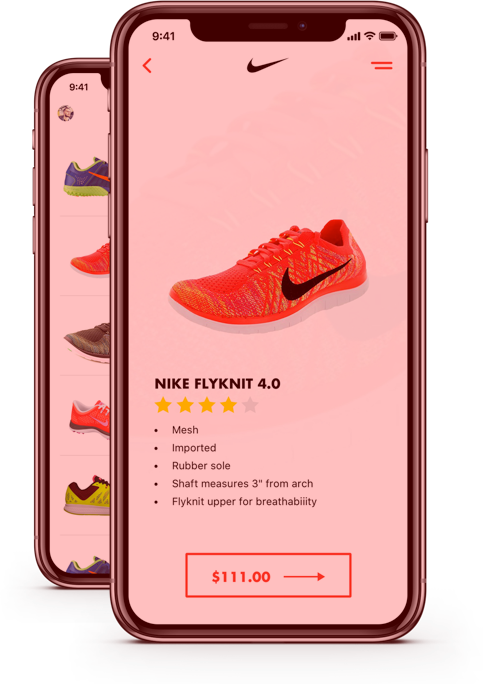 9:41
9:41
NIKE FLYKNIT 4.0
• Mesh
• Imported
• Rubber sole
• Shaft measures 3" from arch
• Flyknit upper for breathabiiity
$111.00